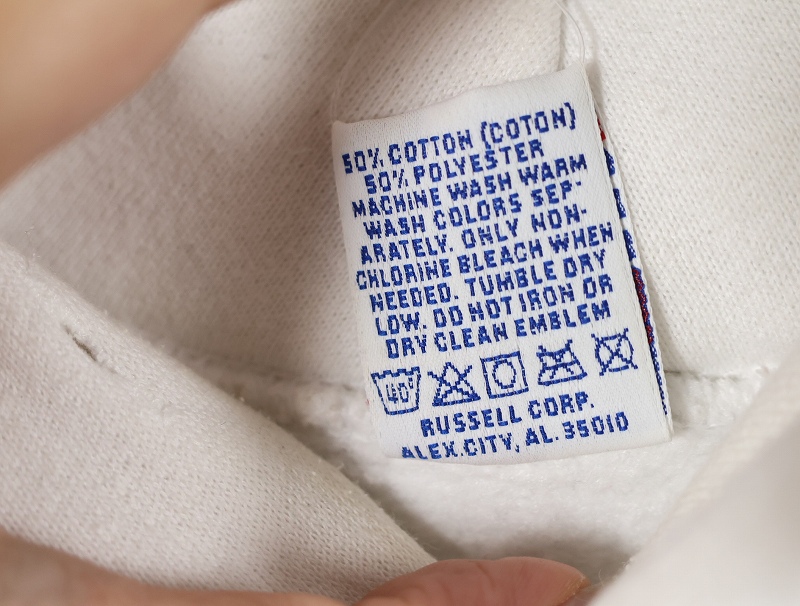 50% COTTON (COTON)
50% POLYESTER
MACHINE WASH WARM
WASH COLORS SEP-
ARATELY. ONLY NON-
CHLORINE BLEACH WHEN
NEEDED. TUMBLE DRY
LOW. DO NOT IRON OR
DRY CLEAN EMBLEM
40°
RUSSELL CORP.
ALEX.CITY, AL. 35010